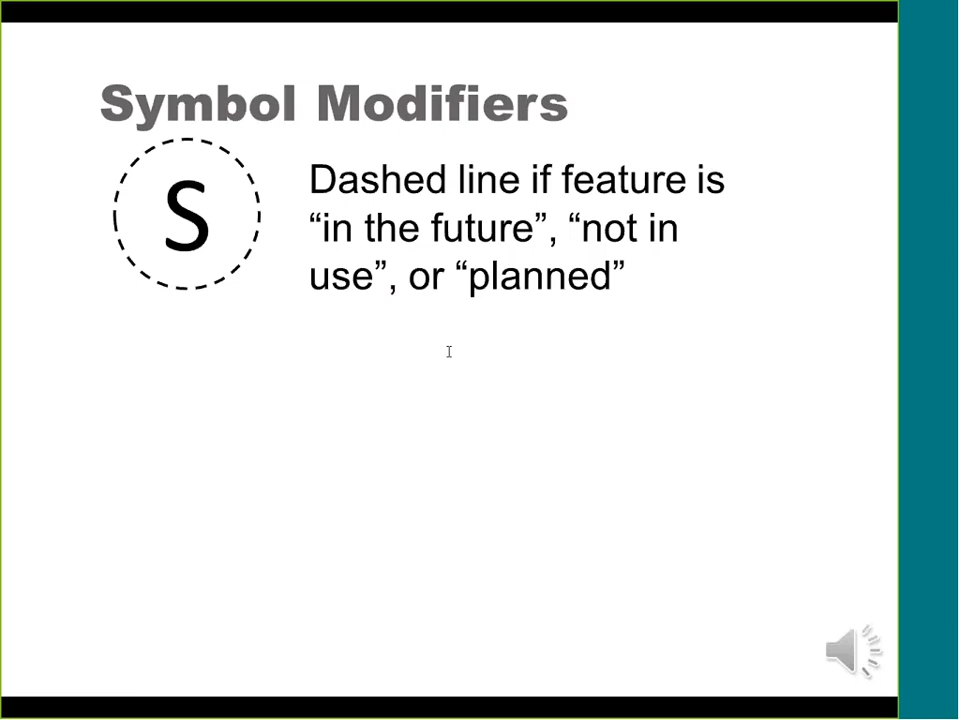 Symbol Modifiers
S
Dashed line if feature is
“in the future”, “not in
use”, or “planned”